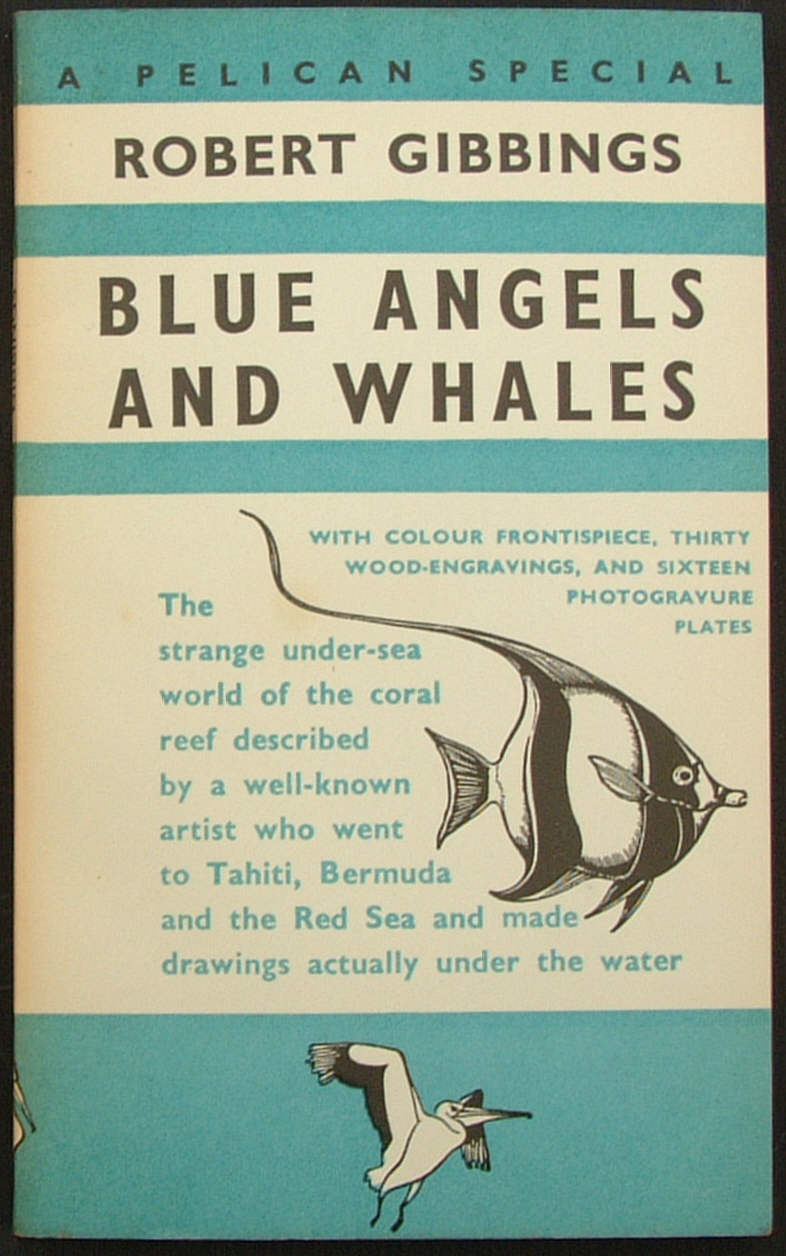 A PELICAN SPECIAL
ROBERT GIBBINGS
BLUE ANGELS
AND WHALES
WITH COLOUR FRONTISPIECE, THIRTY
WOOD-ENGRAVINGS, AND SIXTEEN
PHOTOGRAVURE
PLATES
The
strange under-sea
world of the coral
reef described
by a well-known
artist who went
to Tahiti, Bermuda
and the Red Sea and made
drawings actually under the water